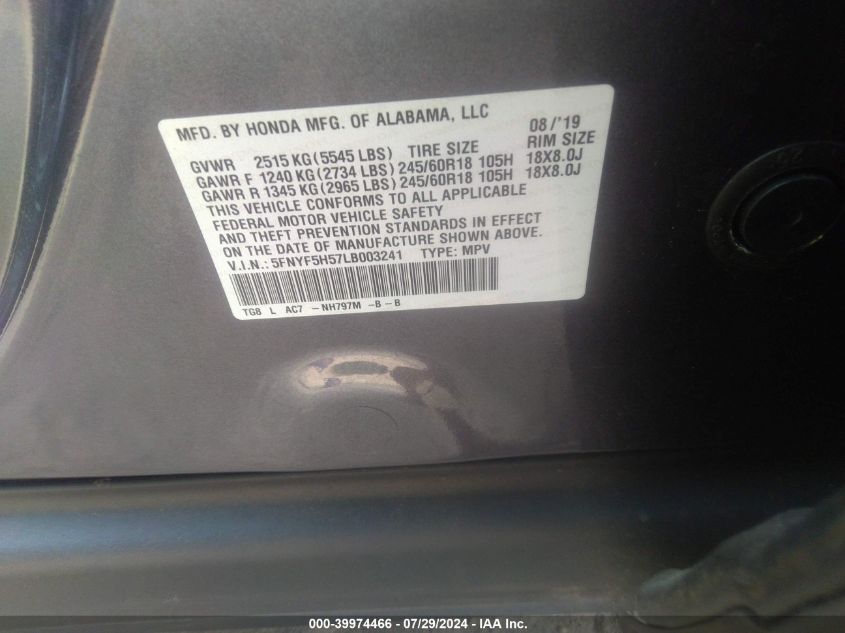 MFD. BY HONDA MFG. OF ALABAMA, LLC 08/'19
GVWR 2515 KG(5545 LBS) TIRE SIZE RIM SIZE
GAWR F 1240 KG(2734 LBS)245/60R18 105H 18X8.0J
GAWR R 1345 KG(2965 LBS)245/60R18 105H 18X8.0J
THIS VEHICLE CONFORMS TO ALL APPLICABLE
FEDERAL MOTOR VEHICLE SAFETY
AND THEFT PREVENTION STANDARDS IN EFFECT
ON THE DATE OF MANUFACTURE SHOWN ABOVE.
V.I.N.: 5FNYF5H57LB003241 TYPE: MPV
TG8 L AC7 -NH797M -B-B
000-39974466 - 07/29/2024 - IAA Inc.